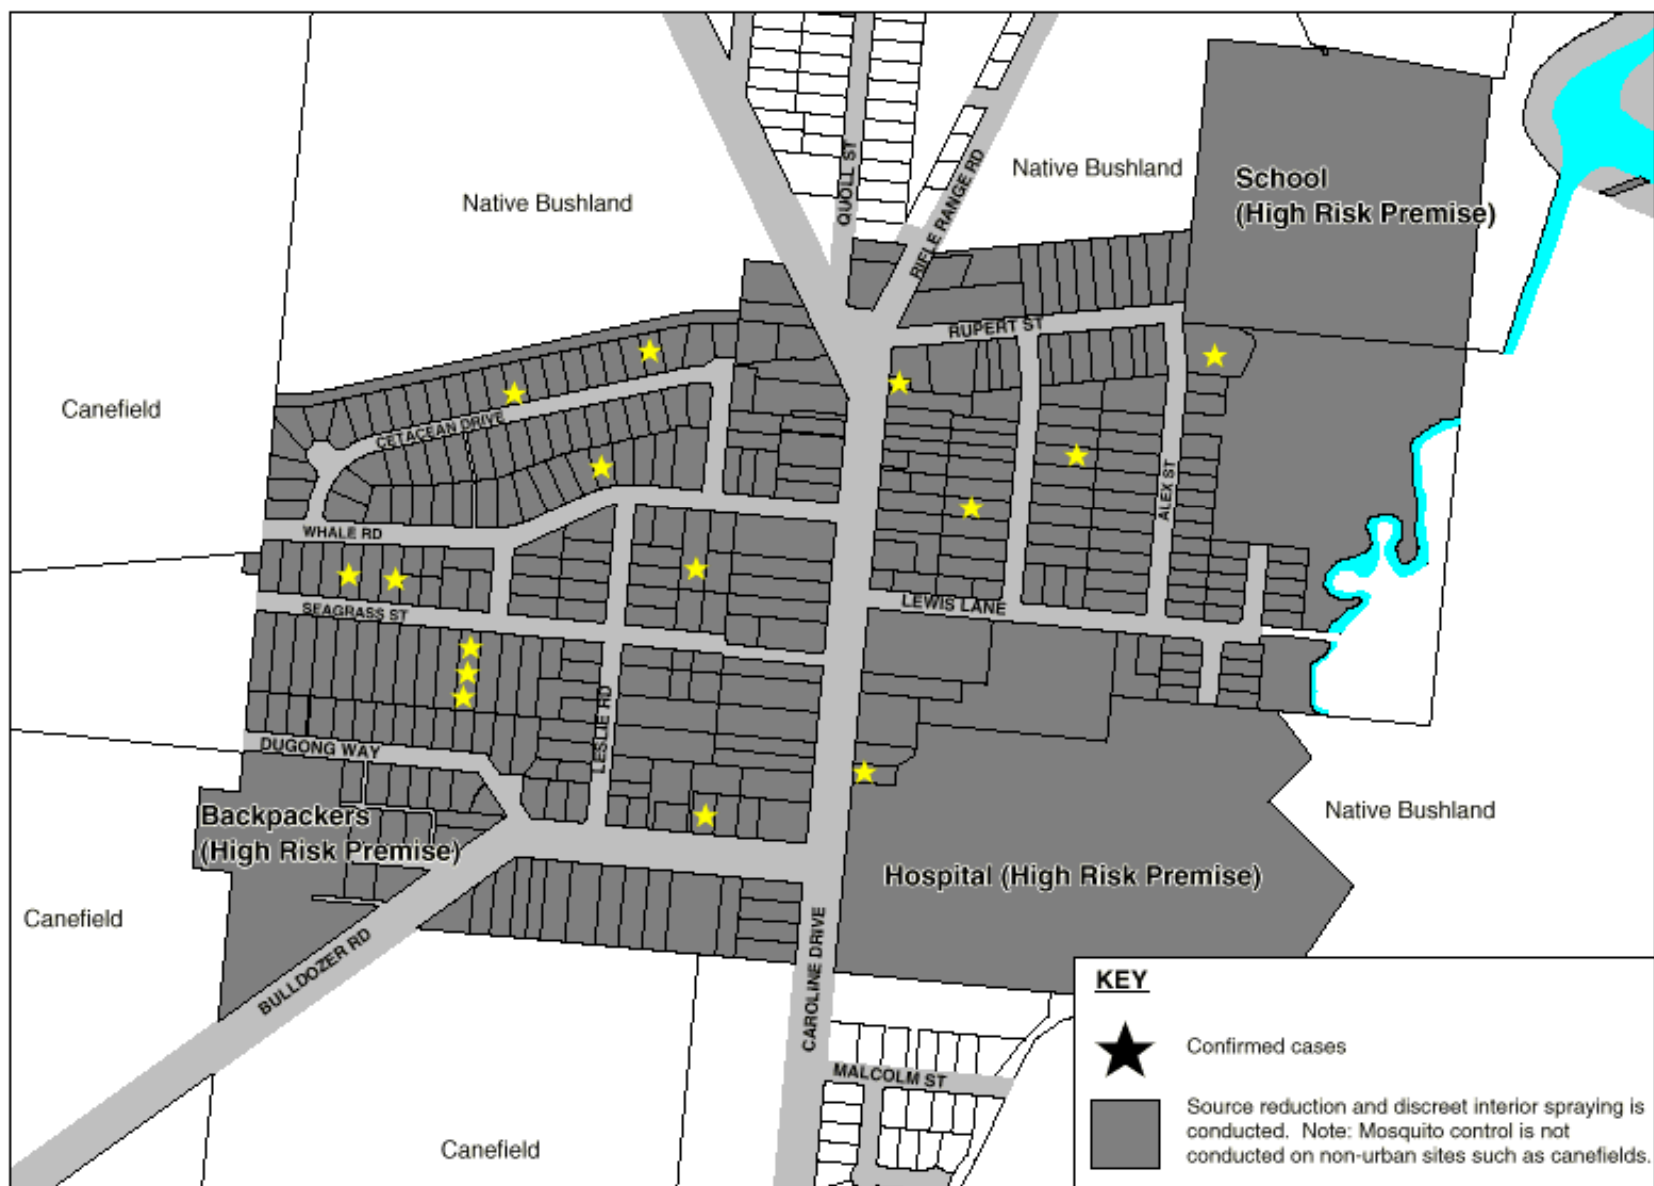 QUOLL ST
RIFLE RANGE RD
Native Bushland
School
(High Risk Premise)
Native Bushland
RUPERT ST
Canefield
CETACEAN DRIVE
ALEX ST
WHALE RD
SEAGRASS ST
LEWIS LANE
LESLIE RD
DUGONG WAY
Backpackers
(High Risk Premise)
Native Bushland
Hospital (High Risk Premise)
Canefield
BULLDOZER RD
CAROLINE DRIVE
MALCOLM ST
Canefield
KEY
Confirmed cases
Source reduction and discreet interior spraying is
conducted. Note: Mosquito control is not
conducted on non-urban sites such as canefields.